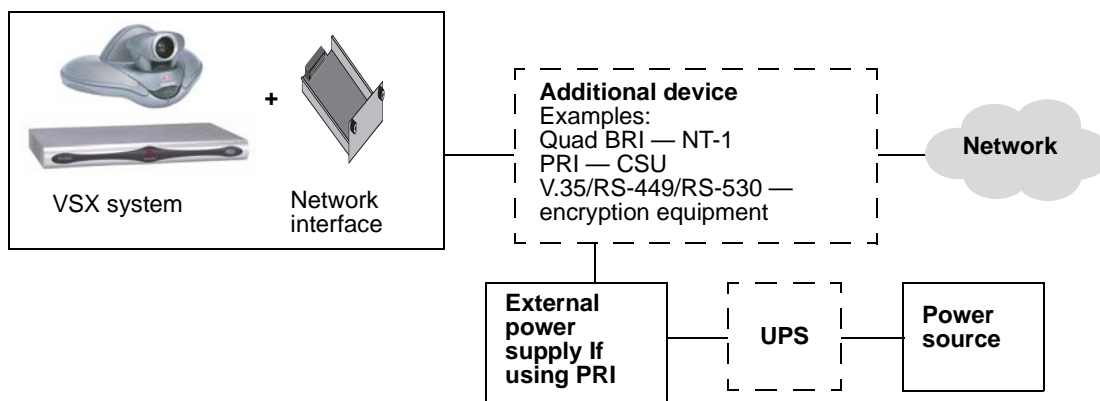 +
VSX system
Network
interface
Additional device
Examples:
Quad BRI — NT-1
PRI — CSU
V.35/RS-449/RS-530 —
encryption equipment
Network
External
power
supply If
using PRI
UPS
Power
source